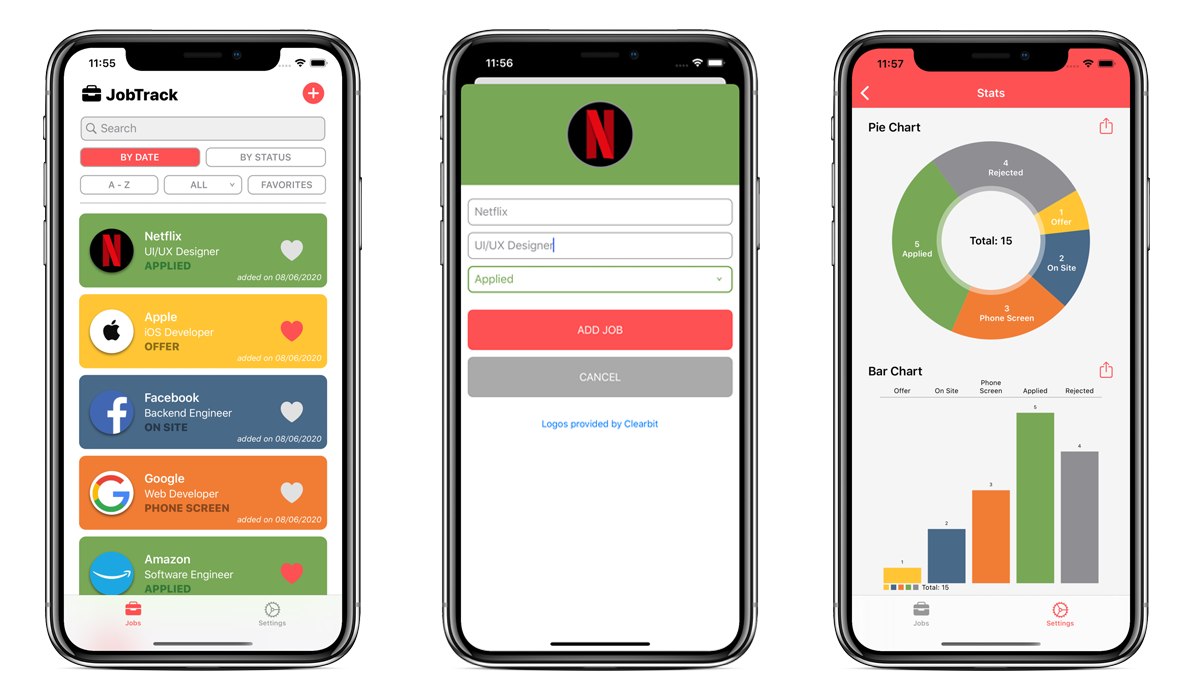 11:55
JobTrack
Search
BY DATE
BY STATUS
A - Z
ALL
FAVORITES
Netflix
UI/UX Designer
APPLIED
added on 08/06/2020
Apple
iOS Developer
OFFER
added on 08/06/2020
Facebook
Backend Engineer
ON SITE
added on 08/06/2020
Google
Web Developer
PHONE SCREEN
added on 08/06/2020
Amazon
Software Engineer
APPLIED
Jobs
Settings
11:56
Netflix
UI/UX Designer
Applied
ADD JOB
CANCEL
Logos provided by Clearbit
11:57
Stats
Pie Chart
4
Rejected
1
Offer
5
Applied
Total: 15
2
On Site
3
Phone Screen
Bar Chart
Offer
On Site
Phone
Screen
Applied
Rejected
5
4
3
2
1
Total: 15
Jobs
Settings